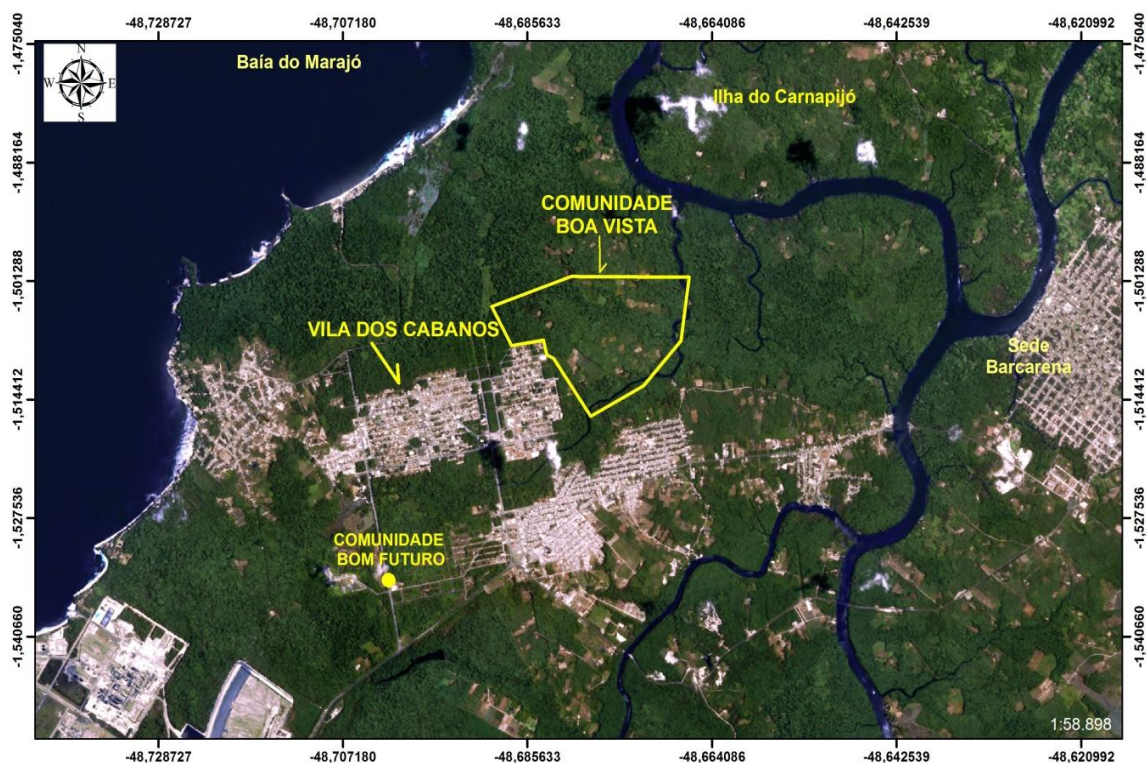 -48,728727 -48,707180 -48,685633 -48,664086 -48,642539 -48,620992
-1,475040 -1,475040
N
W E
S
Baía do Marajó
Ilha do Carnapijó
-1,488164 -1,488164
COMUNIDADE
BOA VISTA
-1,501288 -1,501288
VILA DOS CABANOS
Sede
Barcarena
-1,514412 -1,514412
-1,527536 -1,527536
COMUNIDADE
BOM FUTURO
-1,540660 -1,540660
1:58.898
-48,728727 -48,707180 -48,685633 -48,664086 -48,642539 -48,620992